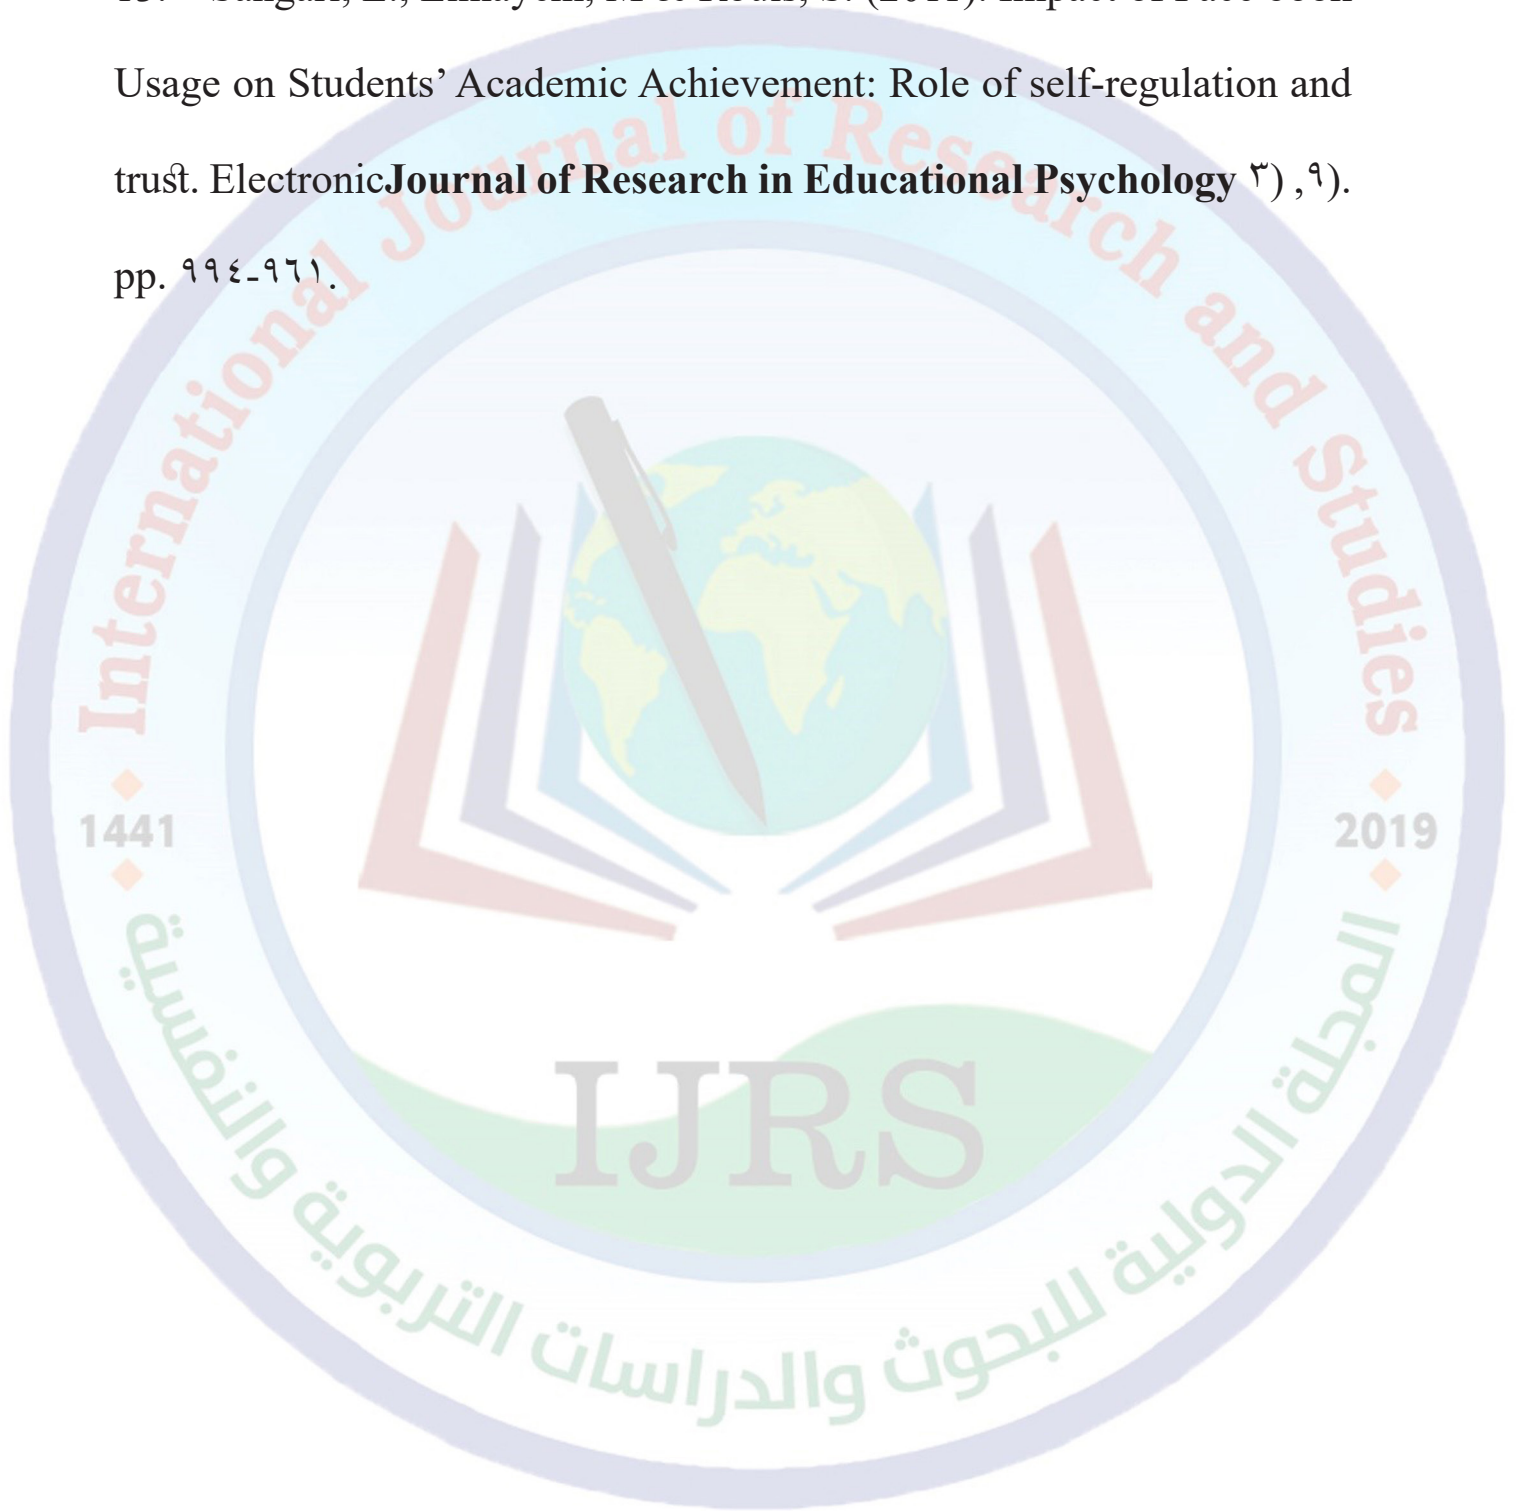 Usage on Students' Academic Achievement: Role of self-regulation and
trust. ElectronicJournal of Research in Educational Psychology ٣) ,٩).
pp. ٩٩٤-٩٦١.
International Journal of Research and Studies
1441
2019
المجلة الدولية للبحوث والدراسات التربوية والنفسية
IJRS